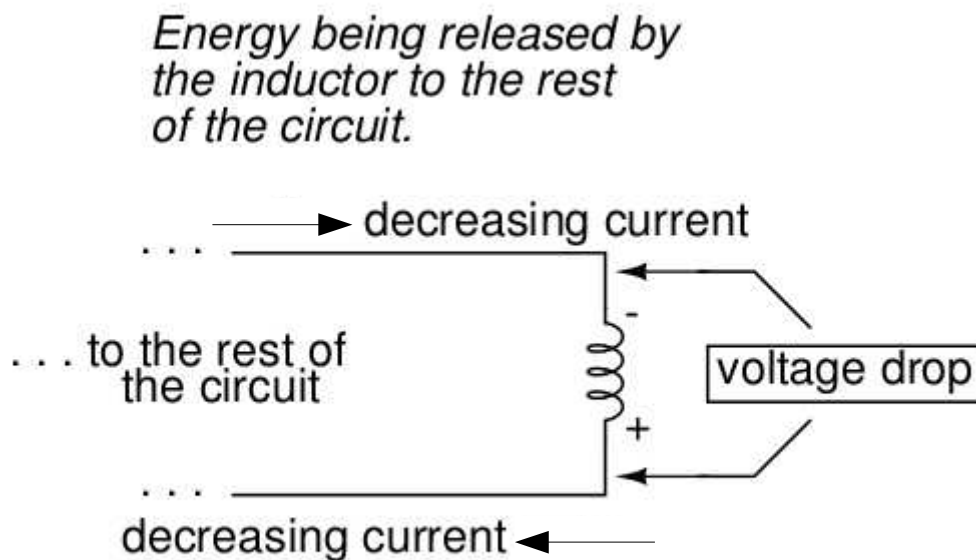 Energy being released by
the inductor to the rest
of the circuit.
decreasing current
. . .
-
. . . to the rest of
the circuit
voltage drop
+
. . .
decreasing current